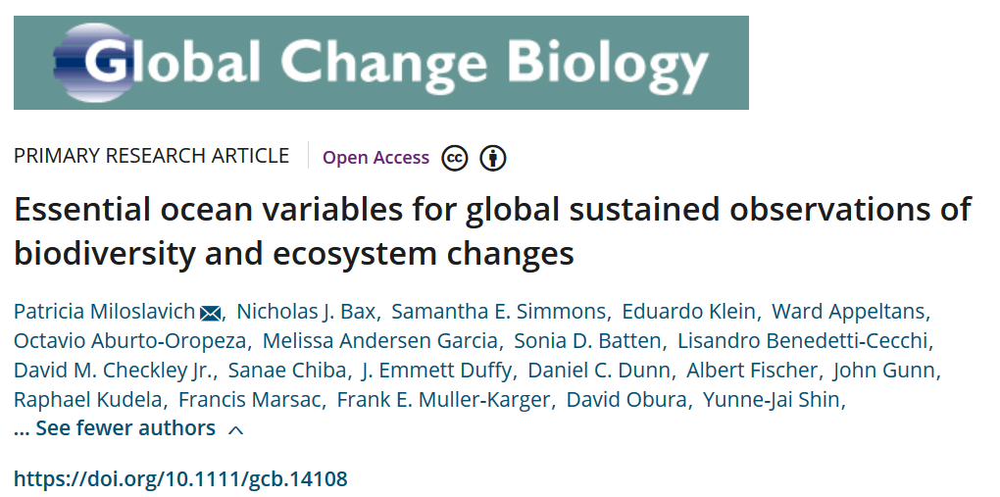 Global Change Biology
PRIMARY RESEARCH ARTICLE Open Access cc
Essential ocean variables for global sustained observations of
biodiversity and ecosystem changes
Patricia Miloslavich, Nicholas J. Bax, Samantha E. Simmons, Eduardo Klein, Ward Appeltans,
Octavio Aburto-Oropeza, Melissa Andersen Garcia, Sonia D. Batten, Lisandro Benedetti-Cecchi,
David M. Checkley Jr., Sanae Chiba, J. Emmett Duffy, Daniel C. Dunn, Albert Fischer, John Gunn,
Raphael Kudela, Francis Marsac, Frank E. Muller-Karger, David Obura, Yunne-Jai Shin,
... See fewer authors
https://doi.org/10.1111/gcb.14108